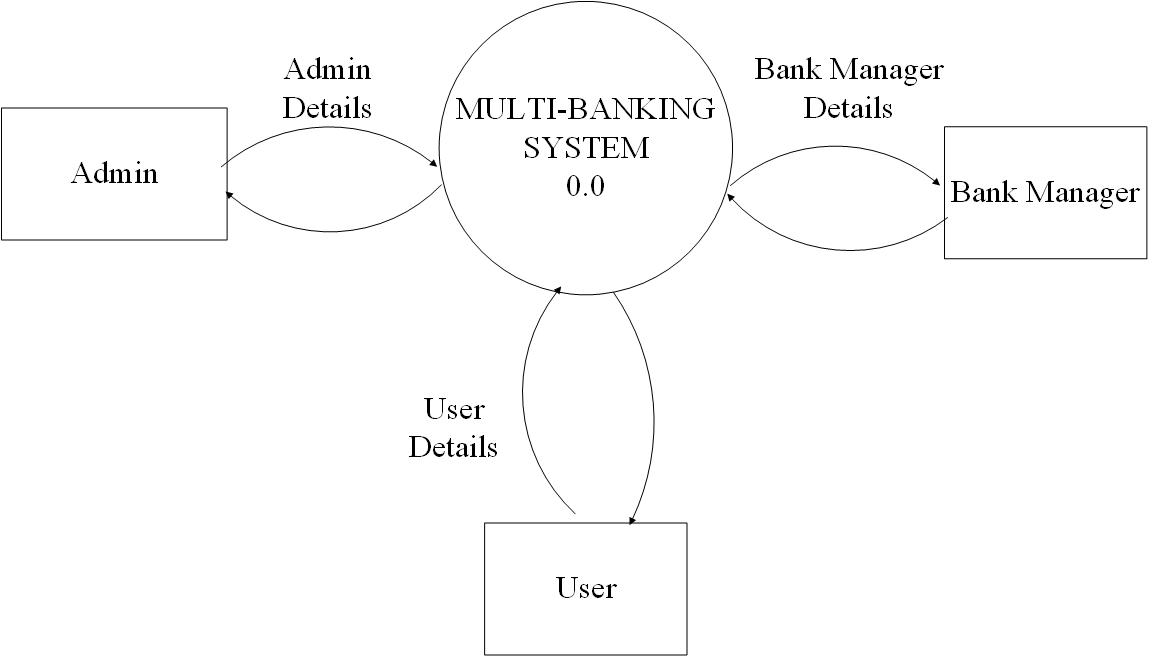 Admin
Details
Bank Manager
Details
MULTI-BANKING
SYSTEM
0.0
Admin
Bank Manager
User
Details
User